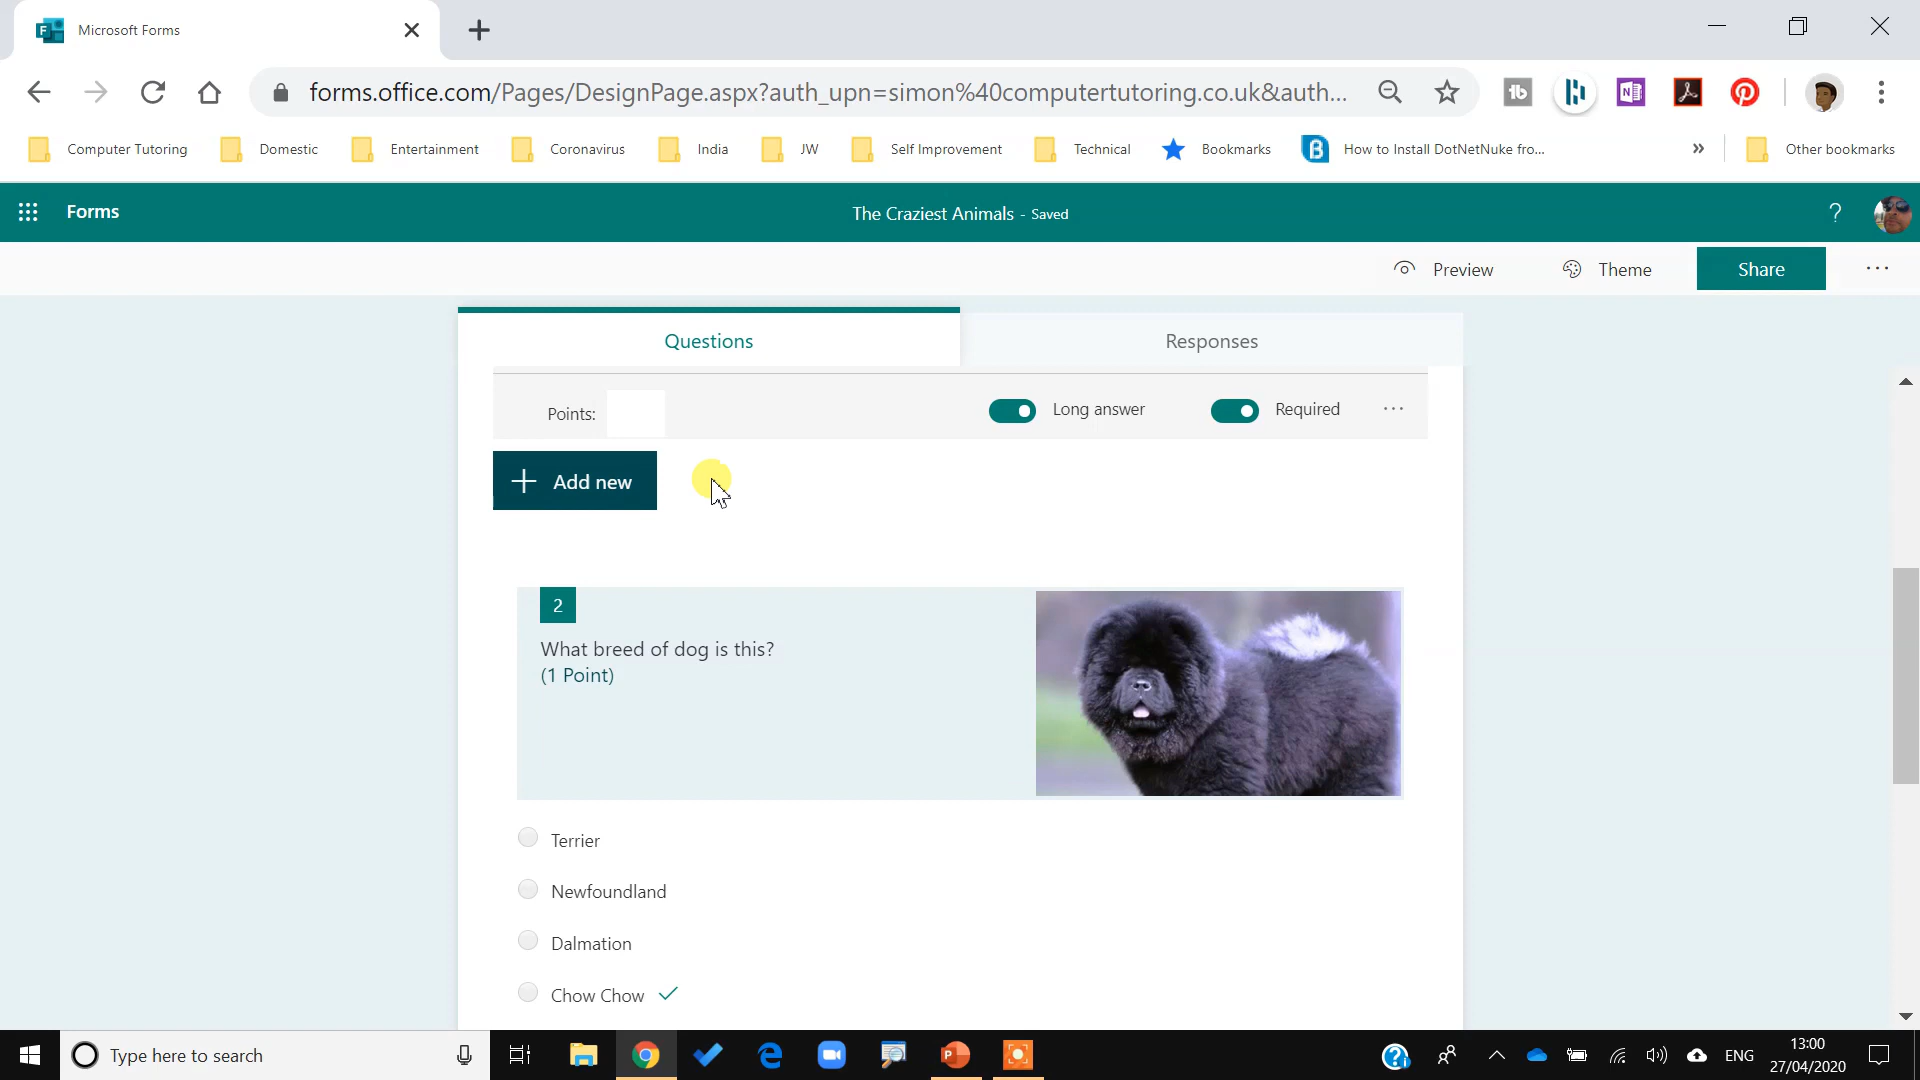 Microsoft Forms
forms.office.com/Pages/DesignPage.aspx?auth_upn=simon%40computertutoring.co.uk&auth...
Computer Tutoring
Domestic
Entertainment
Coronavirus
India
JW
Self Improvement
Technical
Bookmarks
How to Install DotNetNuke fro...
Other bookmarks
Forms
The Craziest Animals - Saved
?
Preview
Theme
Share
Questions
Responses
Points:
Long answer
Required
Add new
2
What breed of dog is this?
(1 Point)
Terrier
Newfoundland
Dalmation
Chow Chow
Type here to search
ENG
13:00
27/04/2020